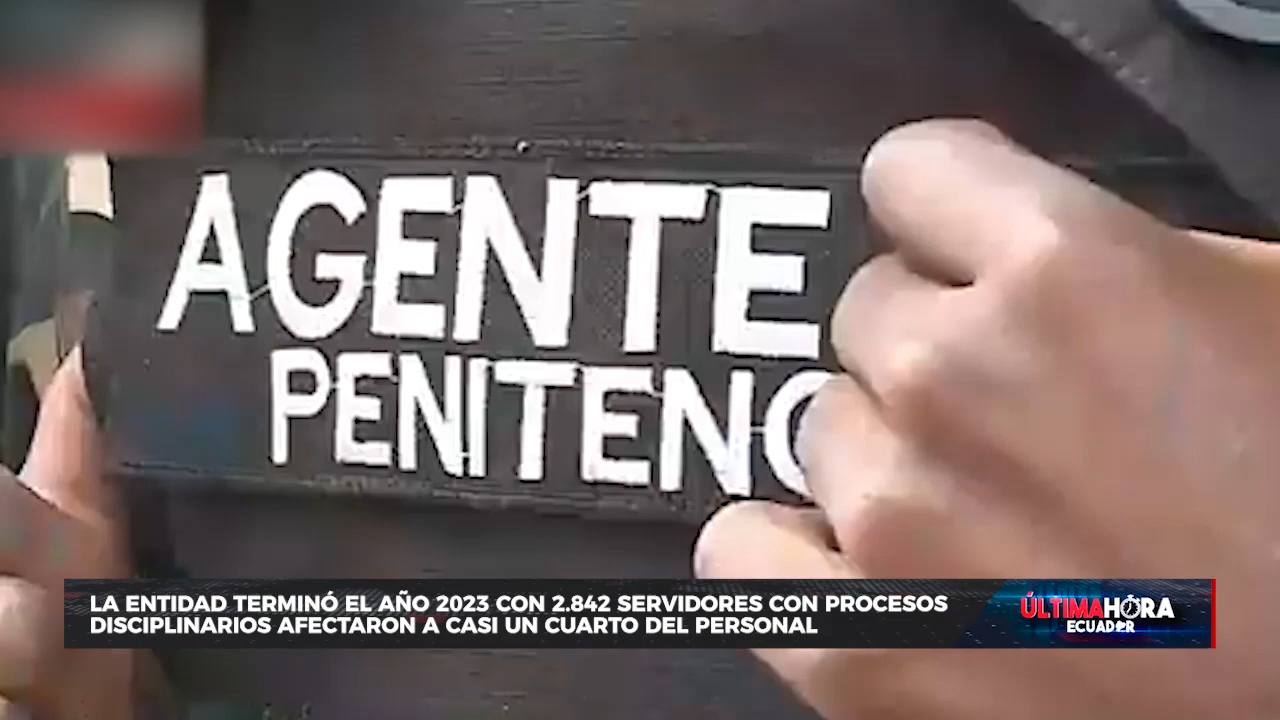 AGENTE
PENITENC
LA ENTIDAD TERMINÓ EL AÑO 2023 CON 2.842 SERVIDORES CON PROCESOS
DISCIPLINARIOS AFECTARON A CASI UN CUARTO DEL PERSONAL
ÚLTIMAHORA
ECUADOR